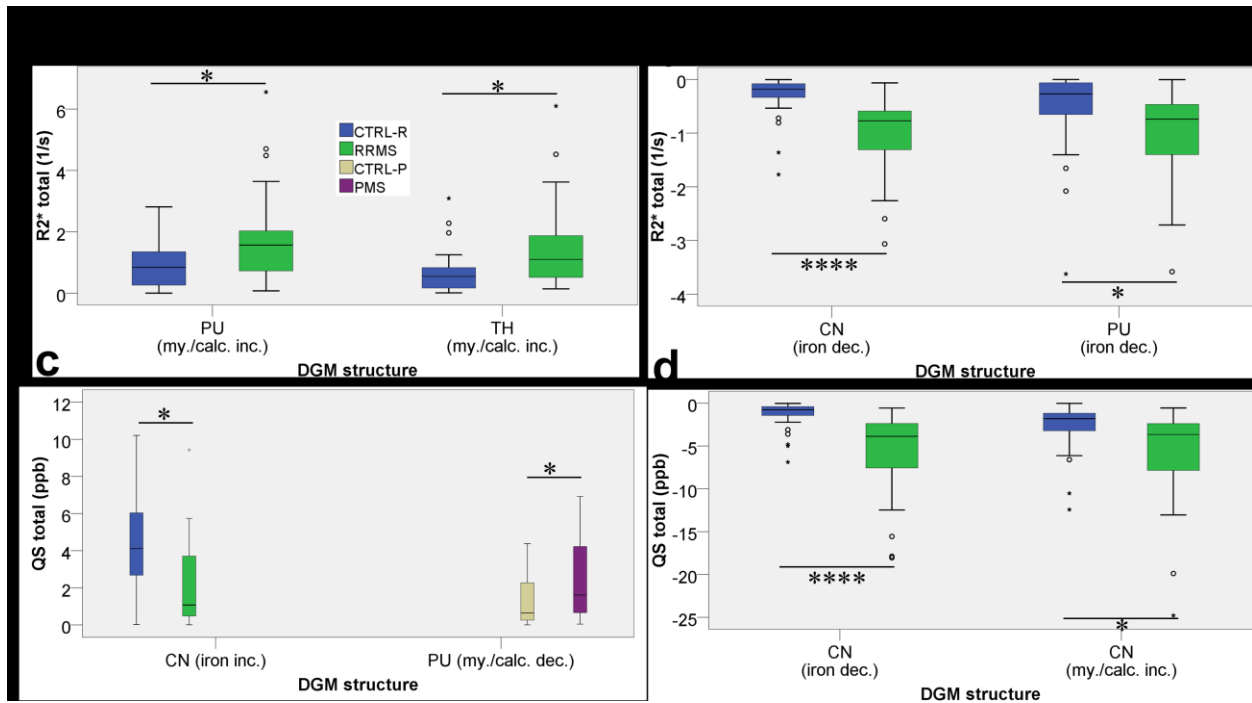 *
*
6
4
2
0
R2* total (1/s)
CTRL-R
RRMS
CTRL-P
PMS
PU
(my./calc. inc.)
TH
(my./calc. inc.)
DGM structure
0
-1
-2
-3
-4
R2* total (1/s)
****
*
CN
(iron dec.)
PU
(iron dec.)
DGM structure
c
12
10
8
6
4
2
0
QS total (ppb)
*
*
CN (iron inc.)
PU (my./calc. dec.)
DGM structure
d
0
-5
-10
-15
-20
-25
QS total (ppb)
****
*
CN
(iron dec.)
CN
(my./calc. inc.)
DGM structure